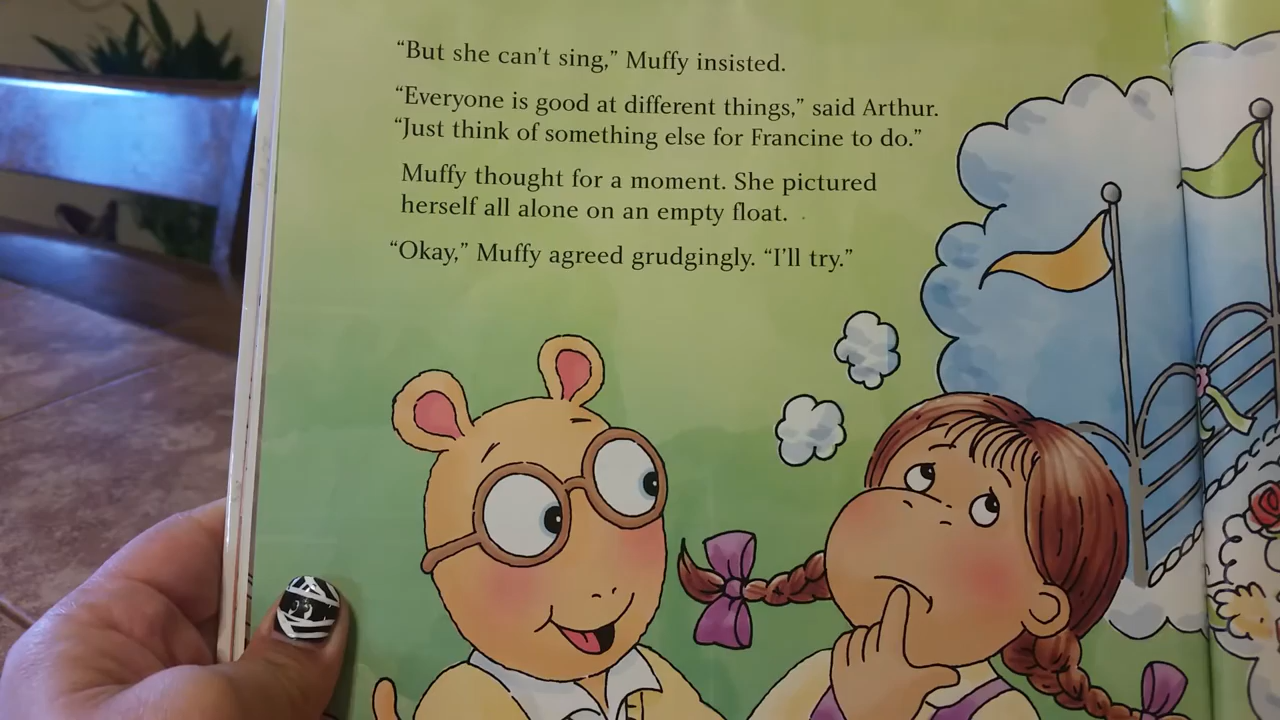 “But she can't sing,” Muffy insisted.
“Everyone is good at different things,” said Arthur.
“Just think of something else for Francine to do.”
Muffy thought for a moment. She pictured
herself all alone on an empty float.
“Okay,” Muffy agreed grudgingly. “I'll try.”